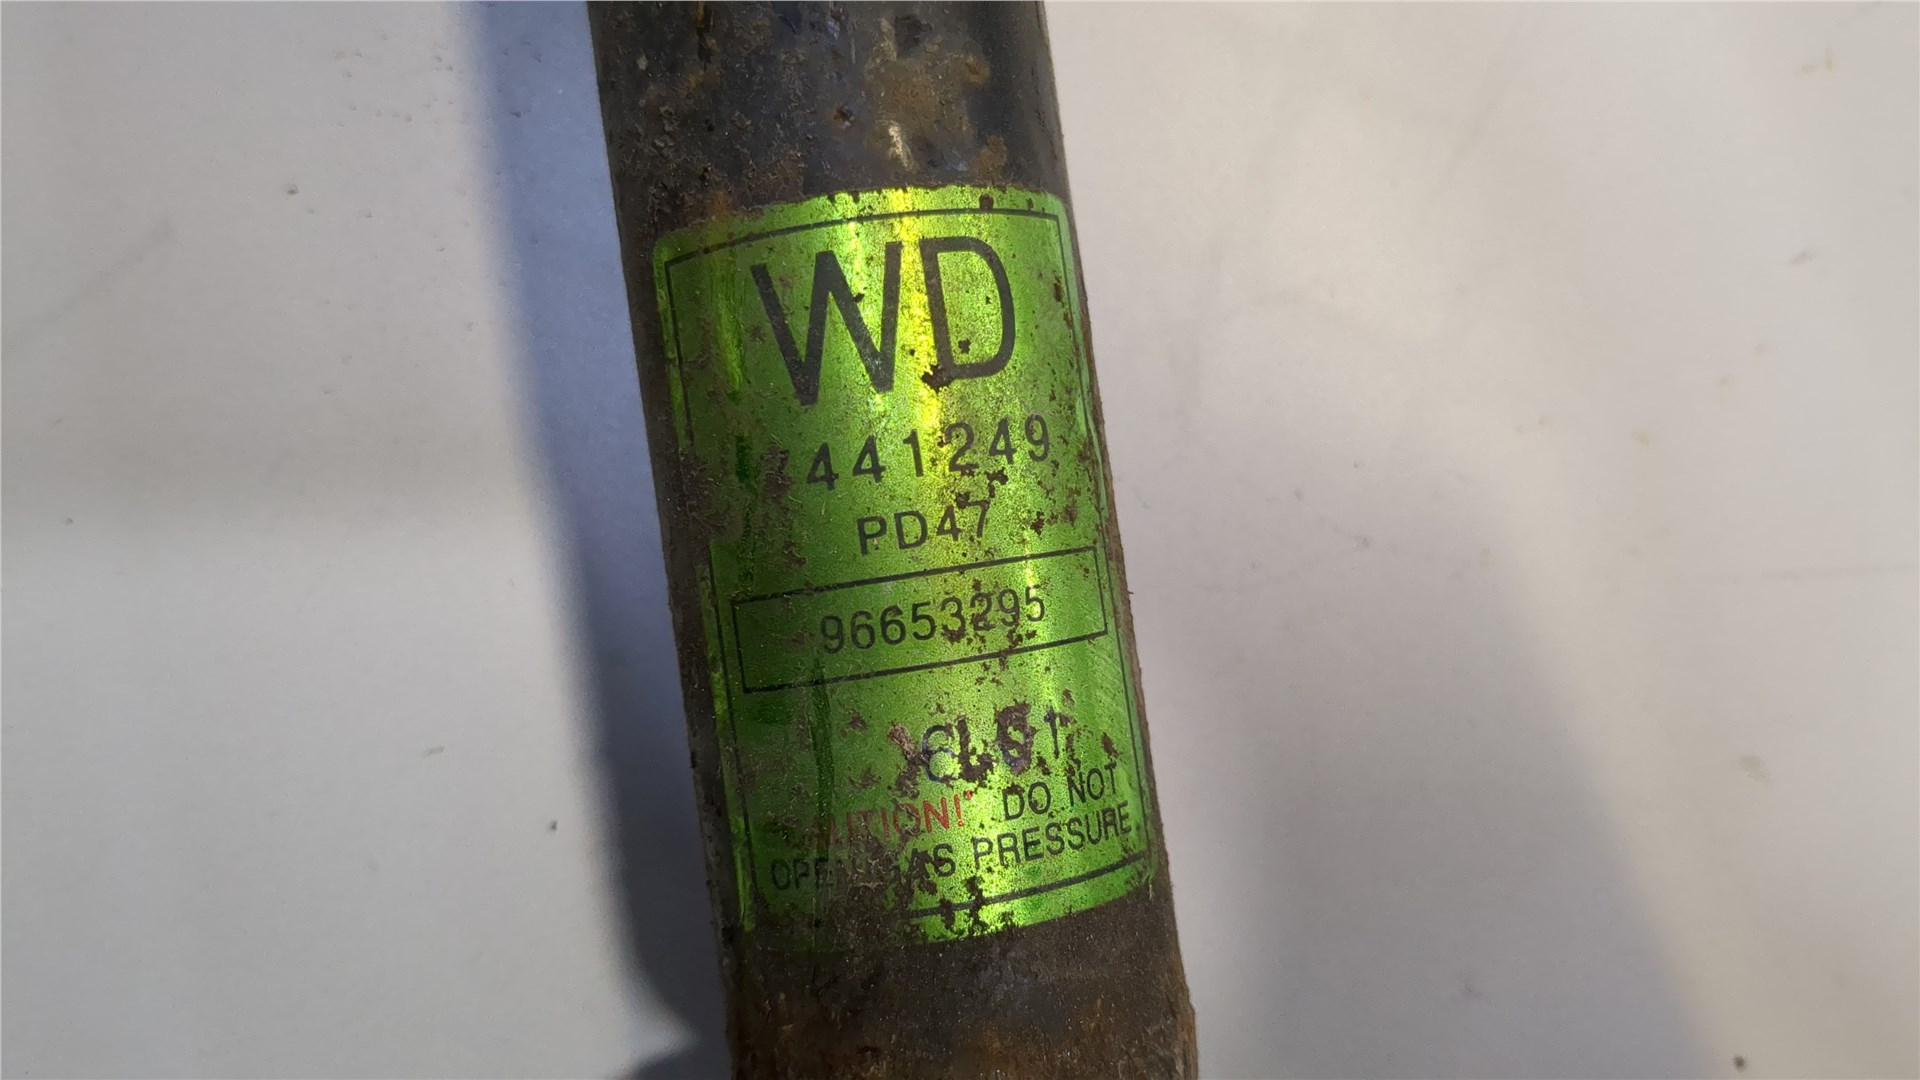 WD
441249
PD47
96653295
DO NOT
PRESSURE